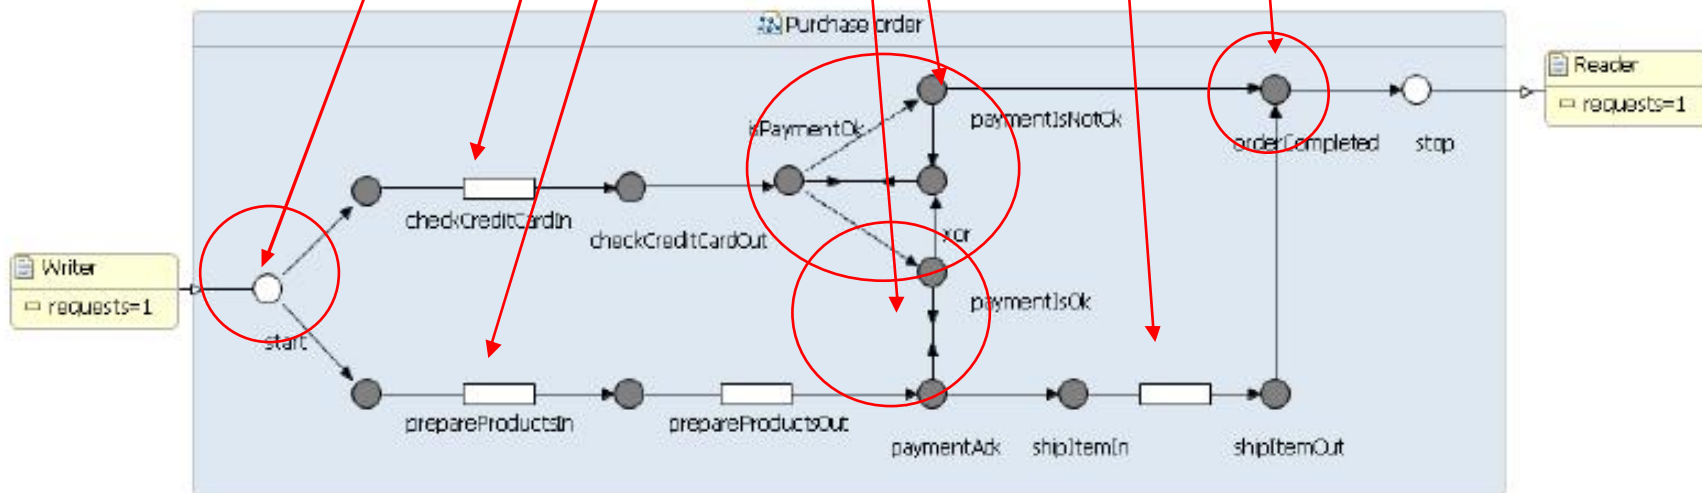 Purchase order
Reader
requests=1
isPaymentOk
paymentIsNotOk
orderCompleted
stop
checkCreditCardIn
checkCreditCardOut
xor
Writer
requests=1
start
paymentIsOk
prepareProductsIn
prepareProductsOut
paymentAck
shipItemIn
shipItemOut